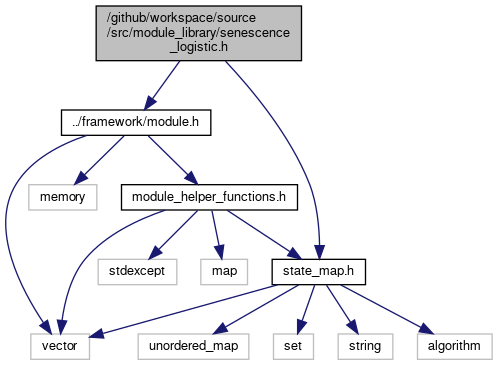 /github/workspace/source
/src/module_library/senescence
_logistic.h
../framework/module.h
memory
module_helper_functions.h
stdexcept
map
state_map.h
vector
unordered_map
set
string
algorithm